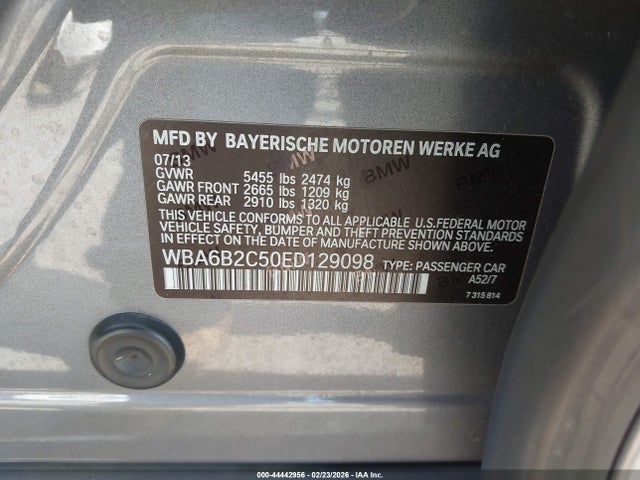 MFD BY BAYERISCHE MOTOREN WERKE AG
07/13
GVWR 5455 lbs 2474 kg
GAWR FRONT 2665 lbs 1209 kg
GAWR REAR 2910 lbs 1320 kg
THIS VEHICLE CONFORMS TO ALL APPLICABLE U.S.FEDERAL MOTOR
VEHICLE SAFETY, BUMPER AND THEFT PREVENTION STANDARDS
IN EFFECT ON THE DATE OF MANUFACTURE SHOWN ABOVE.
WBA6B2C50ED129098 TYPE: PASSENGER CAR
A52/7
7 315 814
BMW
BMW
000-44442956 - 02/23/2026 - IAA Inc.